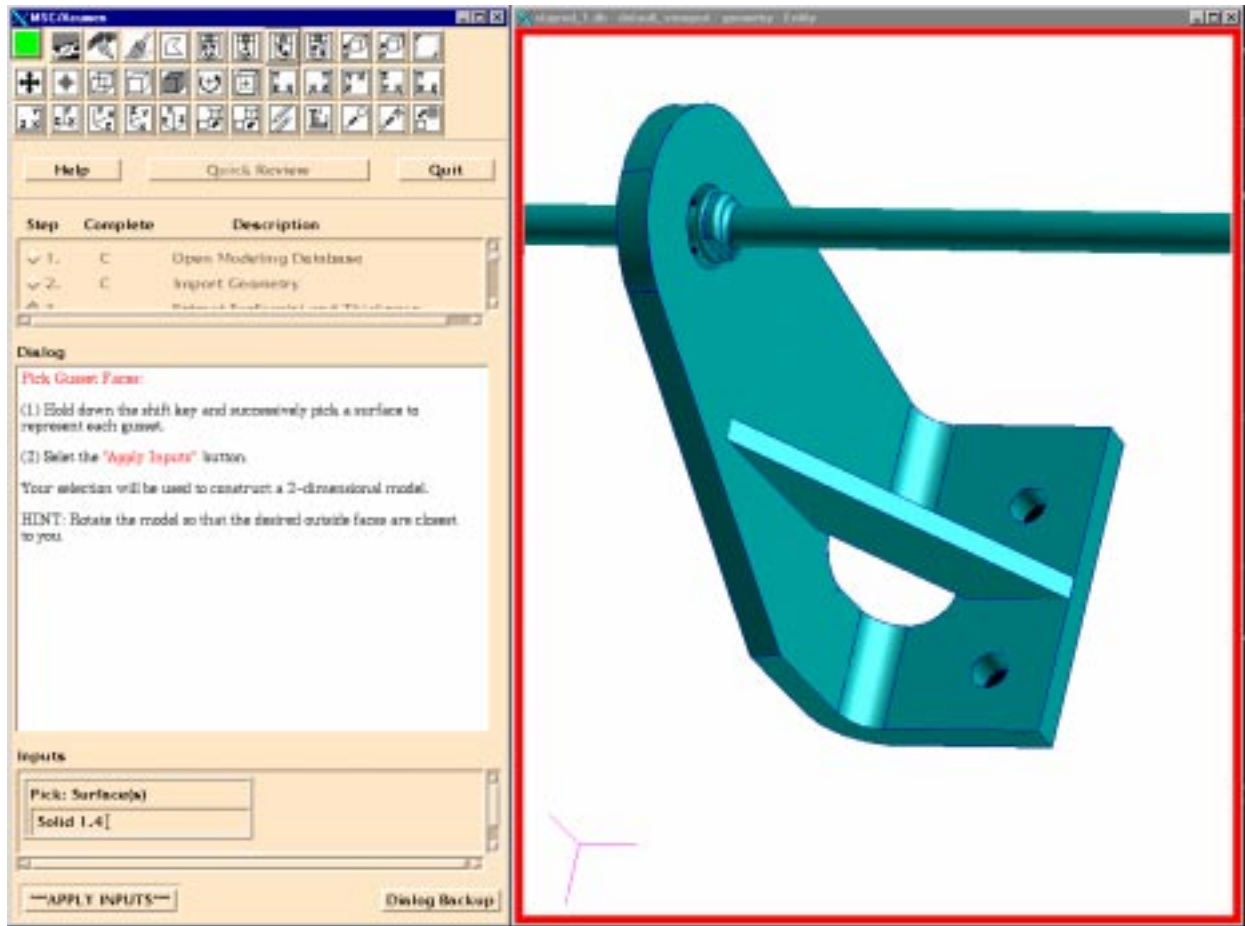 MSC/Acumen
Help
Quick Review
Quit
Step Complete Description
1. C Open Modeling Database
2. C Import Geometry
Dialog
Pick Gusset Faces:
(1) Hold down the shift key and successively pick a surface to
represent each gusset.
(2) Selet the "Apply Inputs" button.
Your selection will be used to construct a 2-dimensional model.
HINT: Rotate the model so that the desired outside faces are closest
to you.
Inputs
Pick: Surface(s)
Solid 1.4
APPLY INPUTS
Dialog Backup